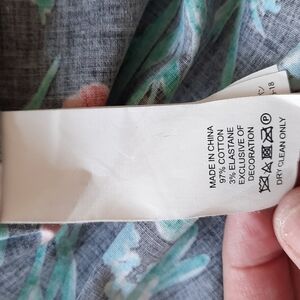 MADE IN CHINA
97% COTTON
3% ELASTANE
EXCLUSIVE OF
DECORATION
P
DRY CLEAN ONLY